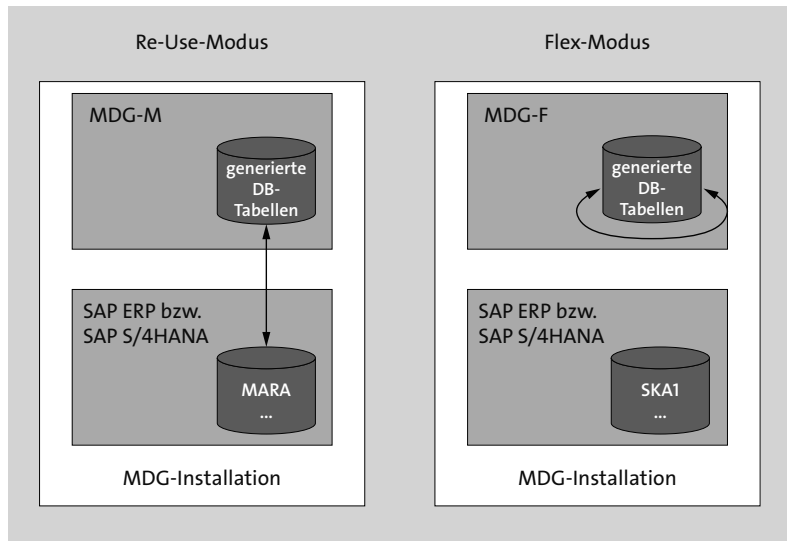 Re-Use-Modus
MDG-M
generierte
DB-
Tabellen
SAP ERP bzw.
SAP S/4HANA
MARA
...
MDG-Installation
Flex-Modus
MDG-F
generierte
DB-
Tabellen
SAP ERP bzw.
SAP S/4HANA
SKA1
...
MDG-Installation